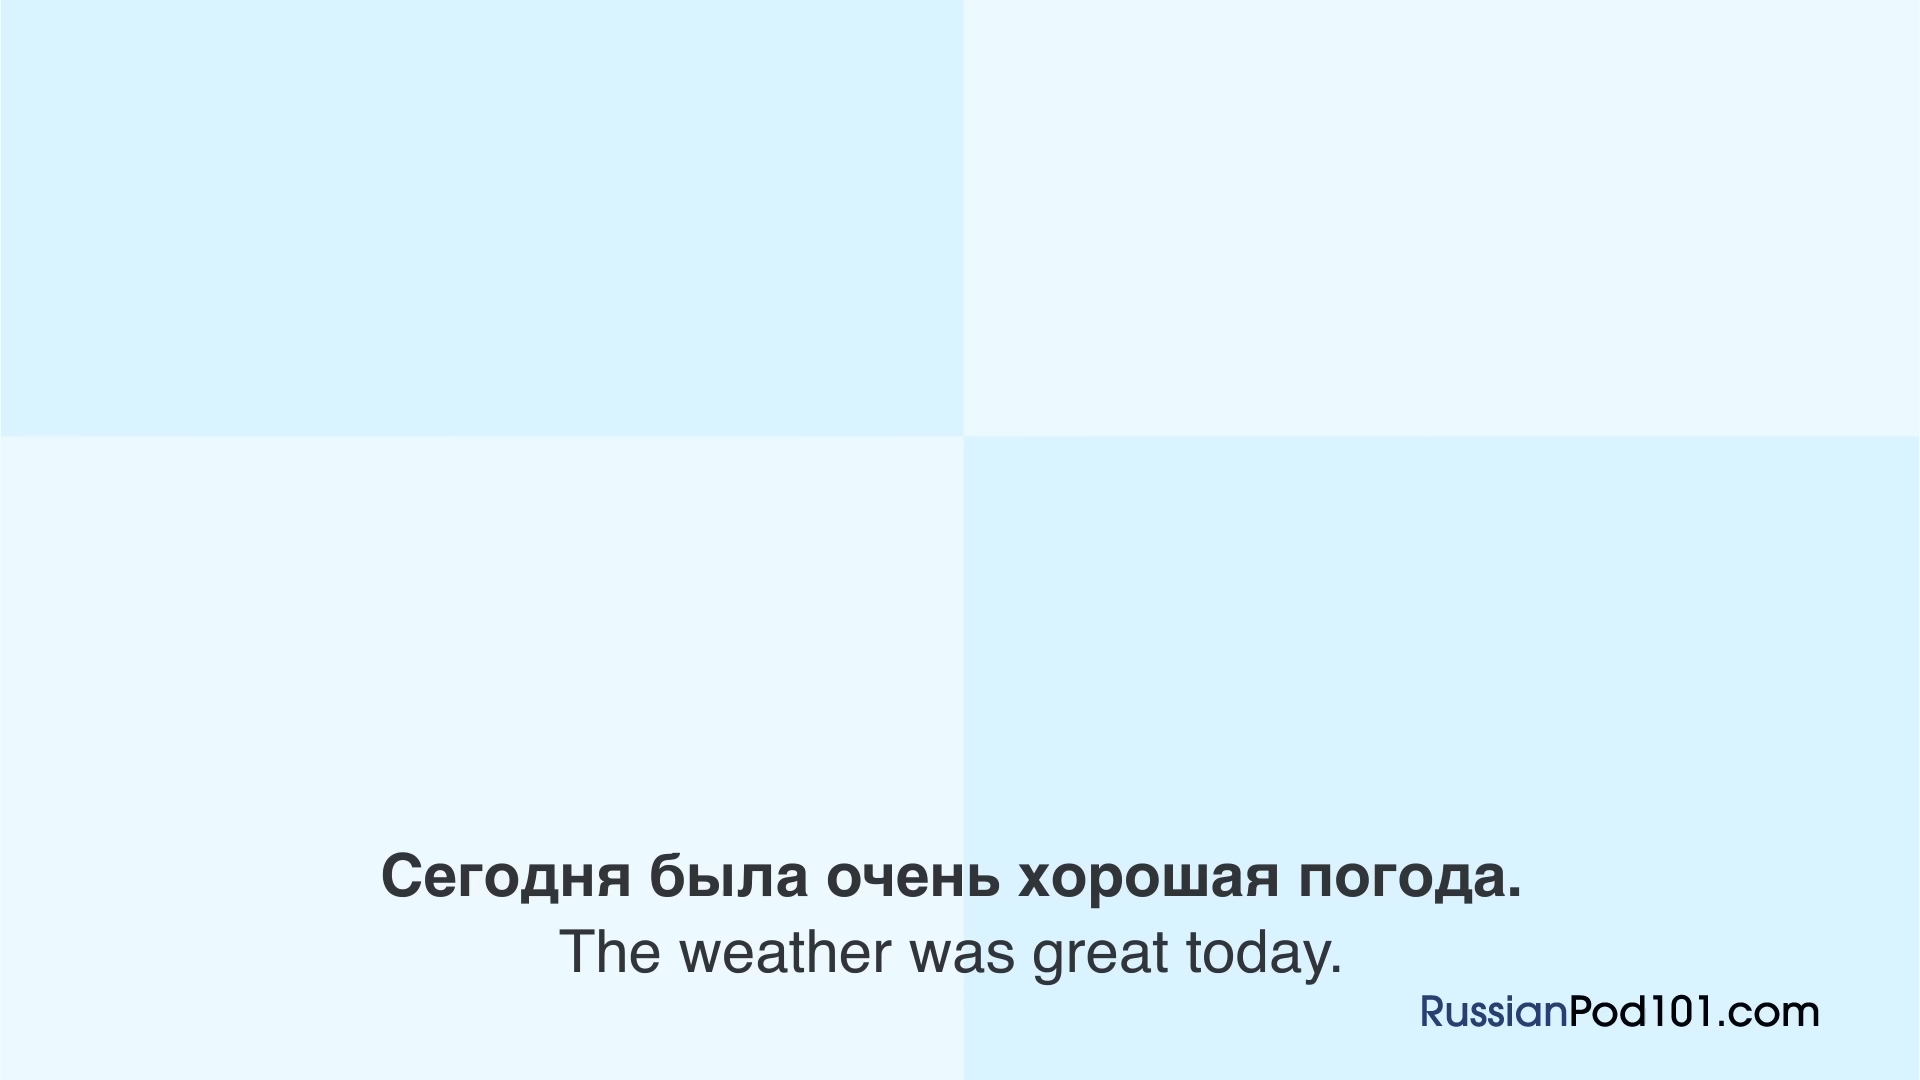 Сегодня была очень хорошая погода.
The weather was great today.
RussianPod101.com